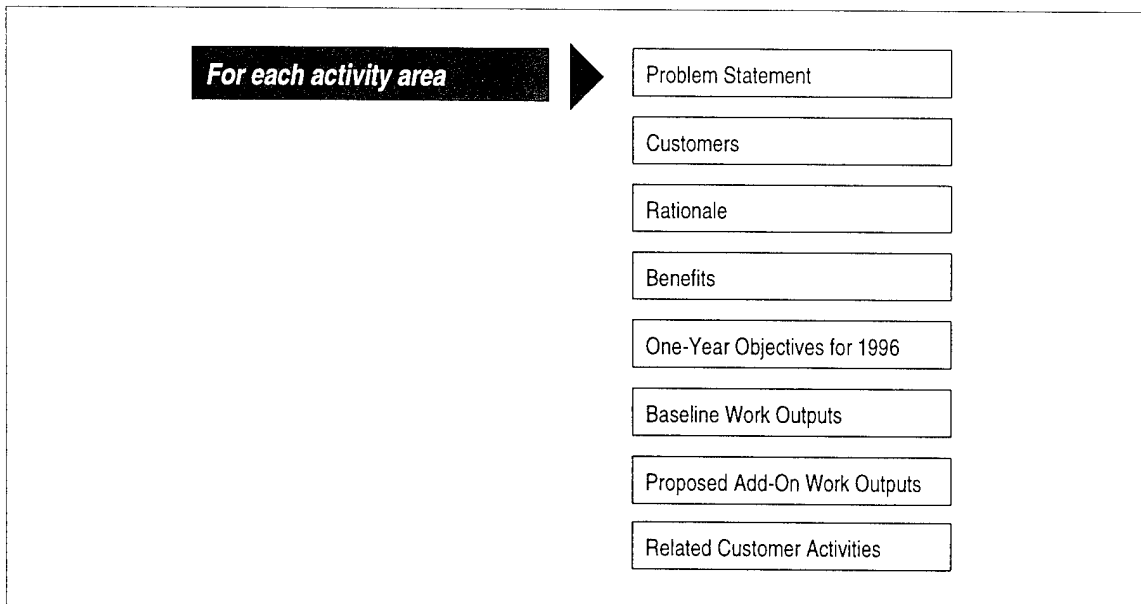 For each activity area
Problem Statement
Customers
Rationale
Benefits
One-Year Objectives for 1996
Baseline Work Outputs
Proposed Add-On Work Outputs
Related Customer Activities